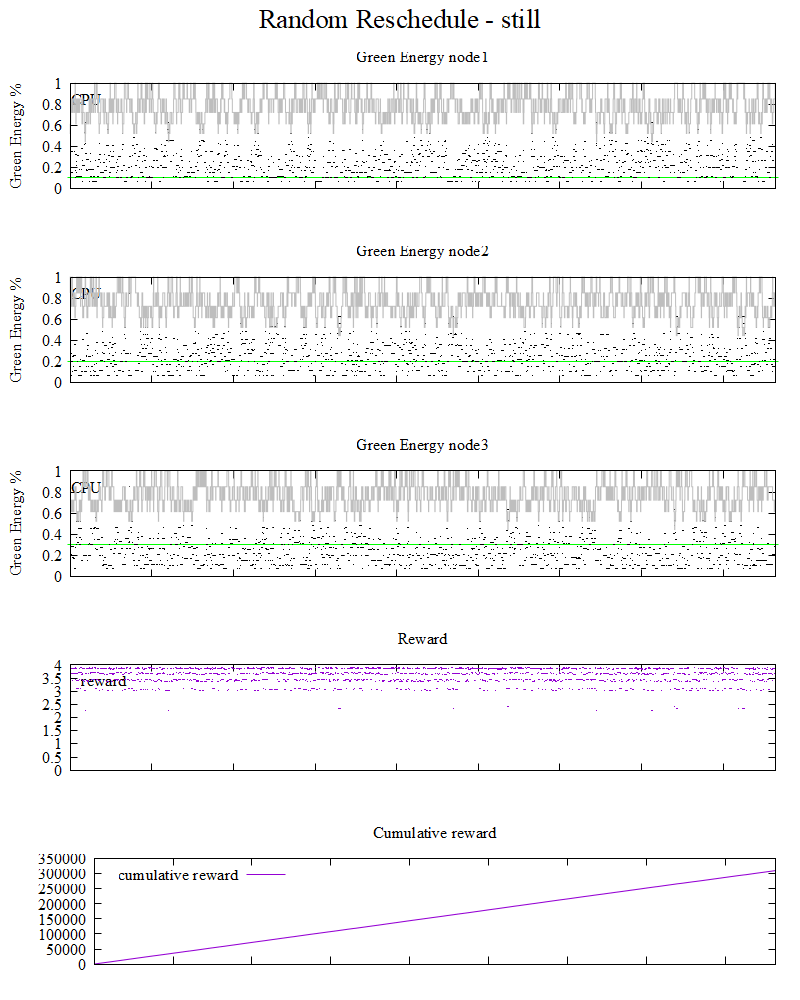 Random Reschedule - still
Green Energy node1
Green Energy %
1
0.8
0.6
0.4
0.2
0
CPU
Green Energy node2
Green Energy %
1
0.8
0.6
0.4
0.2
0
CPU
Green Energy node3
Green Energy %
1
0.8
0.6
0.4
0.2
0
CPU
Reward
4
3.5
3
2.5
2
1.5
1
0.5
0
reward
Cumulative reward
350000
300000
250000
200000
150000
100000
50000
0
cumulative reward